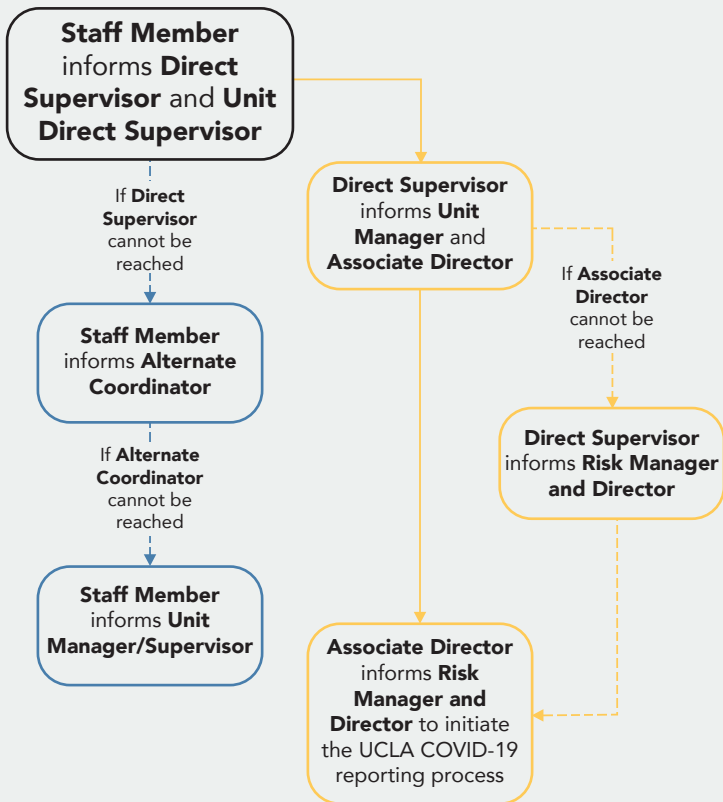 Staff Member
informs Direct
Supervisor and Unit
Direct Supervisor
If Direct
Supervisor
cannot be
reached
Staff Member
informs Alternate
Coordinator
If Alternate
Coordinator
cannot be
reached
Staff Member
informs Unit
Manager/Supervisor
Direct Supervisor
informs Unit
Manager and
Associate Director
If Associate
Director
cannot be
reached
Direct Supervisor
informs Risk Manager
and Director
Associate Director
informs Risk
Manager and
Director to initiate
the UCLA COVID-19
reporting process